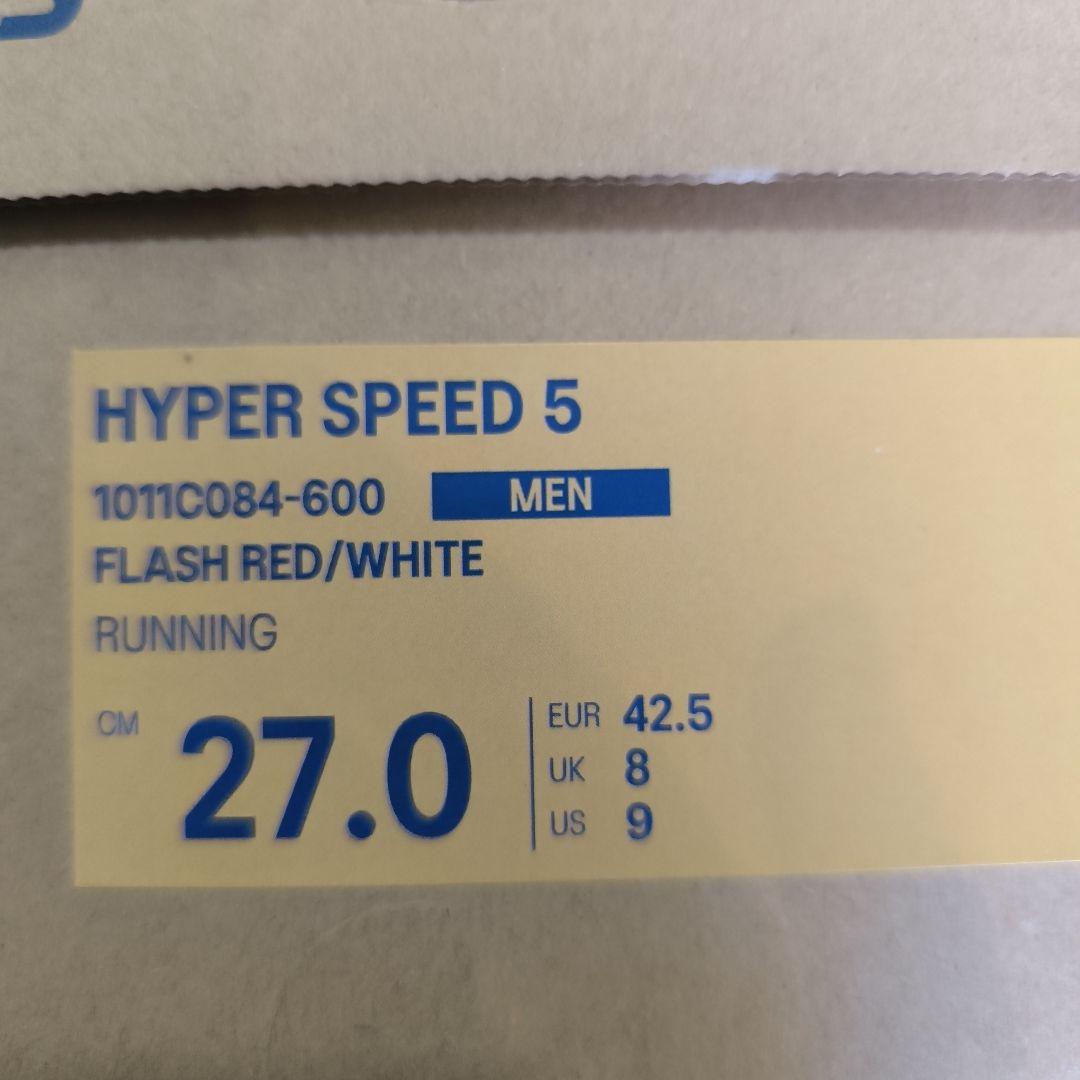 HYPER SPEED 5
1011C084-600 MEN
FLASH RED/WHITE
RUNNING
CM 27.0
EUR 42.5
UK 8
US 9